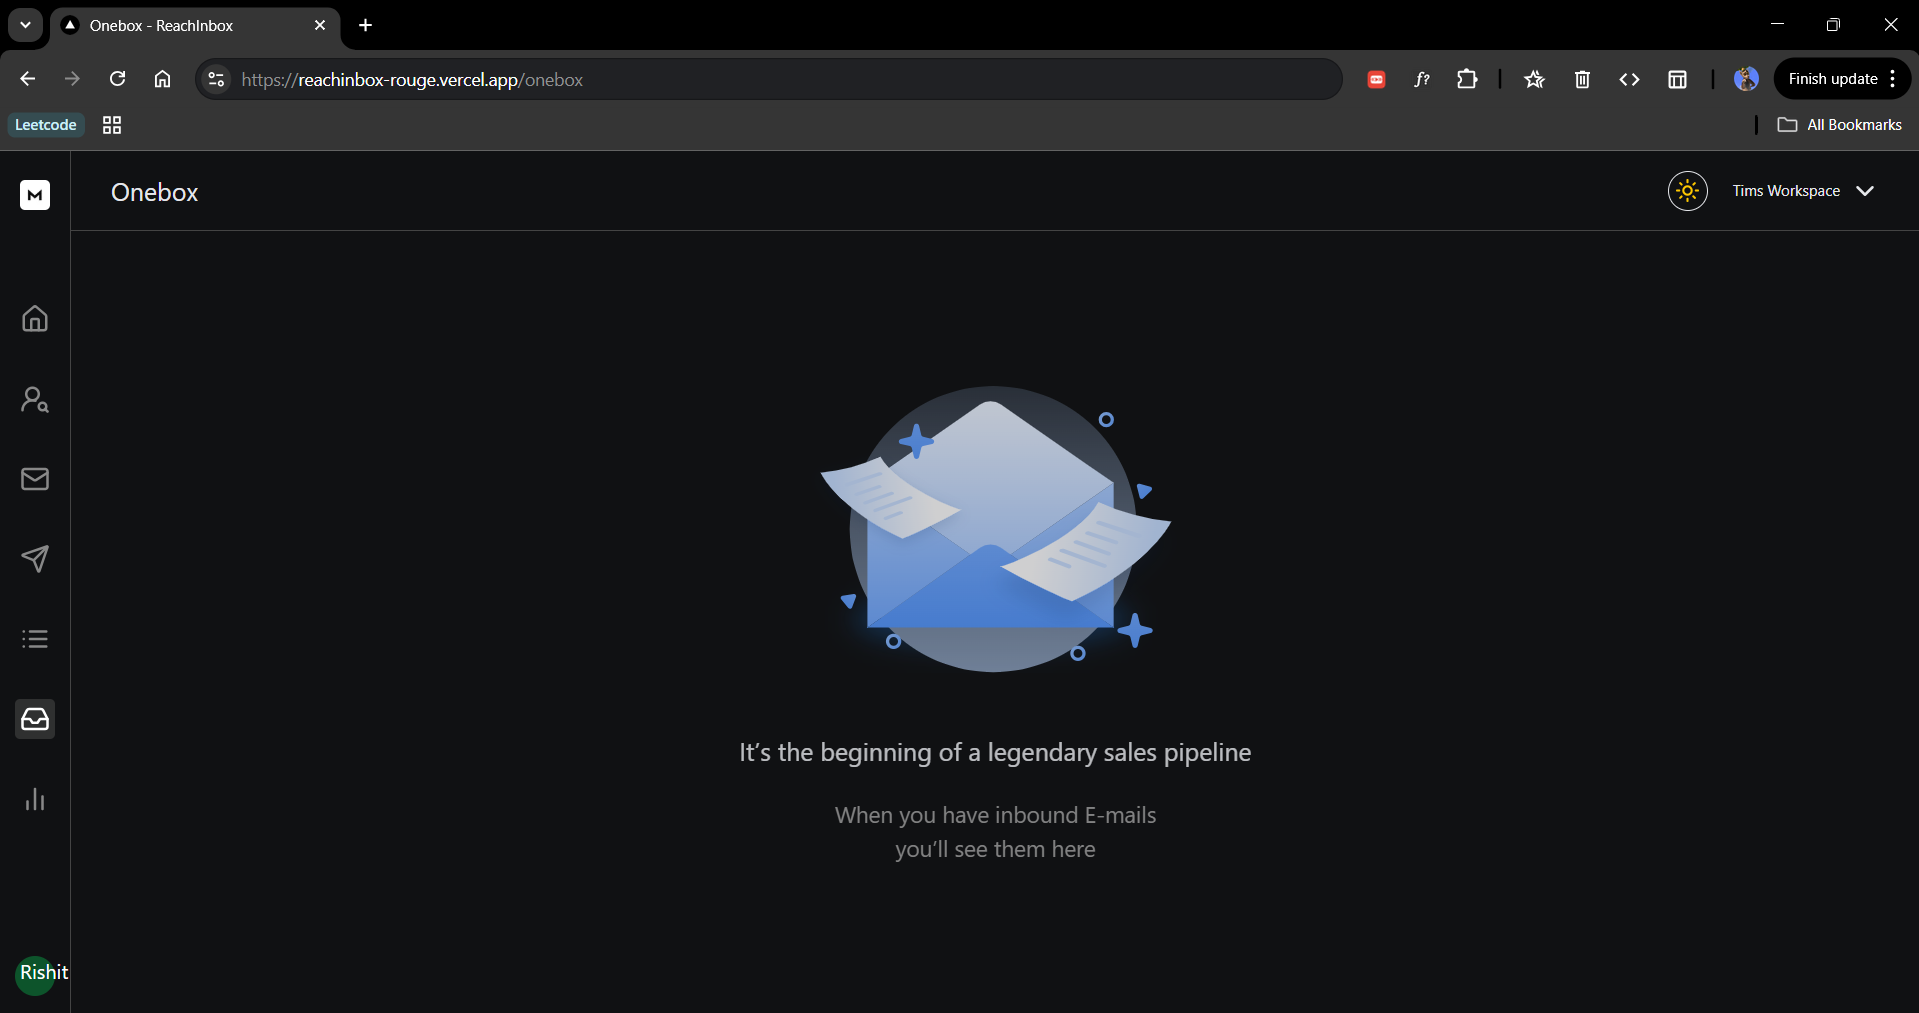 Onebox - ReachInbox
https://reachinbox-rouge.vercel.app/onebox
f?
Finish update
Leetcode
All Bookmarks
M
Onebox
Tims Workspace
It's the beginning of a legendary sales pipeline
When you have inbound E-mails
you'll see them here
Rishit